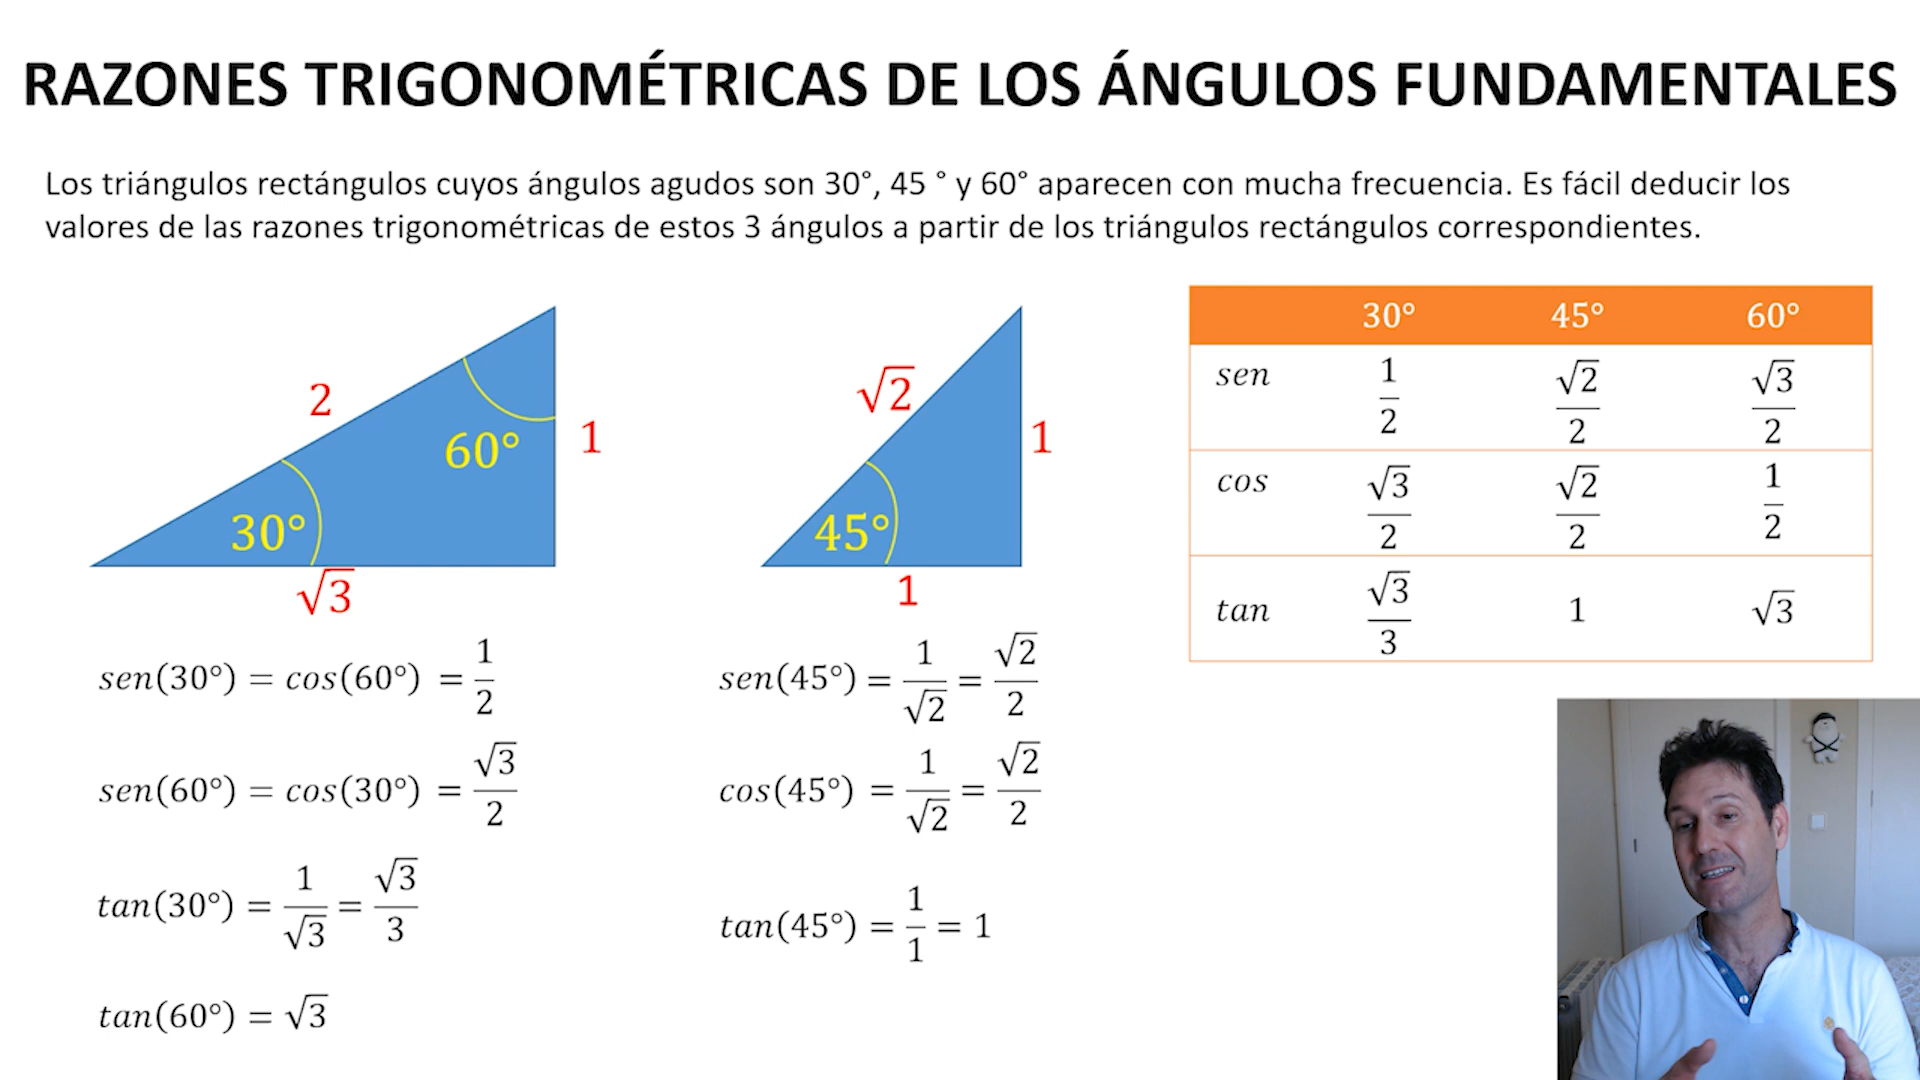 RAZONES TRIGONOMÉTRICAS DE LOS ÁNGULOS FUNDAMENTALES
Los triángulos rectángulos cuyos ángulos agudos son 30°, 45 ° y 60° aparecen con mucha frecuencia. Es fácil deducir los
valores de las razones trigonométricas de estos 3 ángulos a partir de los triángulos rectángulos correspondientes.
2
60°
1
30°
√3
√2
1
45°
1
30° 45° 60°
sen 1/2 √2/2 √3/2
cos √3/2 √2/2 1/2
tan √3/3 1 √3
sen(30°) = cos(60°) = 1/2
sen(60°) = cos(30°) = √3/2
tan(30°) = 1/√3 = √3/3
tan(60°) = √3
sen(45°) = 1/√2 = √2/2
cos(45°) = 1/√2 = √2/2
tan(45°) = 1/1 = 1